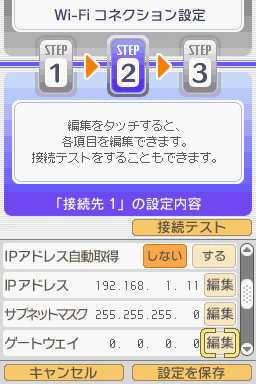 Wi-Fi コネクション設定
STEP 1
STEP 2
STEP 3
編集をタッチすると、
各項目を編集できます。
接続テストをすることもできます。
「接続先 1」の設定内容
接続テスト
IPアドレス自動取得 しない する
IPアドレス 192.168. 1. 11 編集
サブネットマスク 255.255.255. 0 編集
ゲートウェイ 0. 0. 0. 0 編集
キャンセル 設定を保存